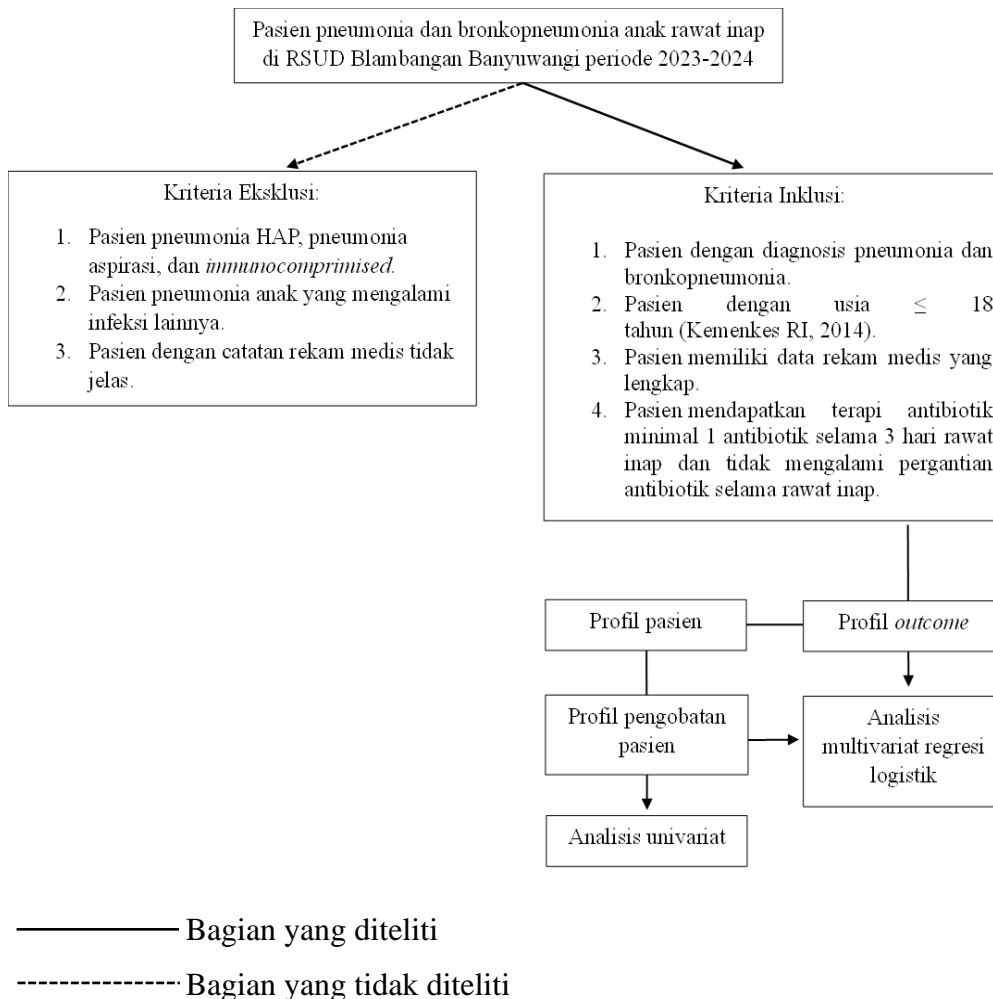 Pasien pneumonia dan bronkopneumonia anak rawat inap
di RSUD Blambangan Banyuwangi periode 2023-2024
Kriteria Eksklusi:
1. Pasien pneumonia HAP, pneumonia
aspirasi, dan immunocomprimised.
2. Pasien pneumonia anak yang mengalami
infeksi lainnya.
3. Pasien dengan catatan rekam medis tidak
jelas.
Kriteria Inklusi:
1. Pasien dengan diagnosis pneumonia dan
bronkopneumonia.
2. Pasien dengan usia ≤ 18
tahun (Kemenkes RI, 2014).
3. Pasien memiliki data rekam medis yang
lengkap.
4. Pasien mendapatkan terapi antibiotik
minimal 1 antibiotik selama 3 hari rawat
inap dan tidak mengalami pergantian
antibiotik selama rawat inap.
Profil pasien
Profil outcome
Profil pengobatan
pasien
Analisis
multivariat regresi
logistik
Analisis univariat
Bagian yang diteliti
Bagian yang tidak diteliti